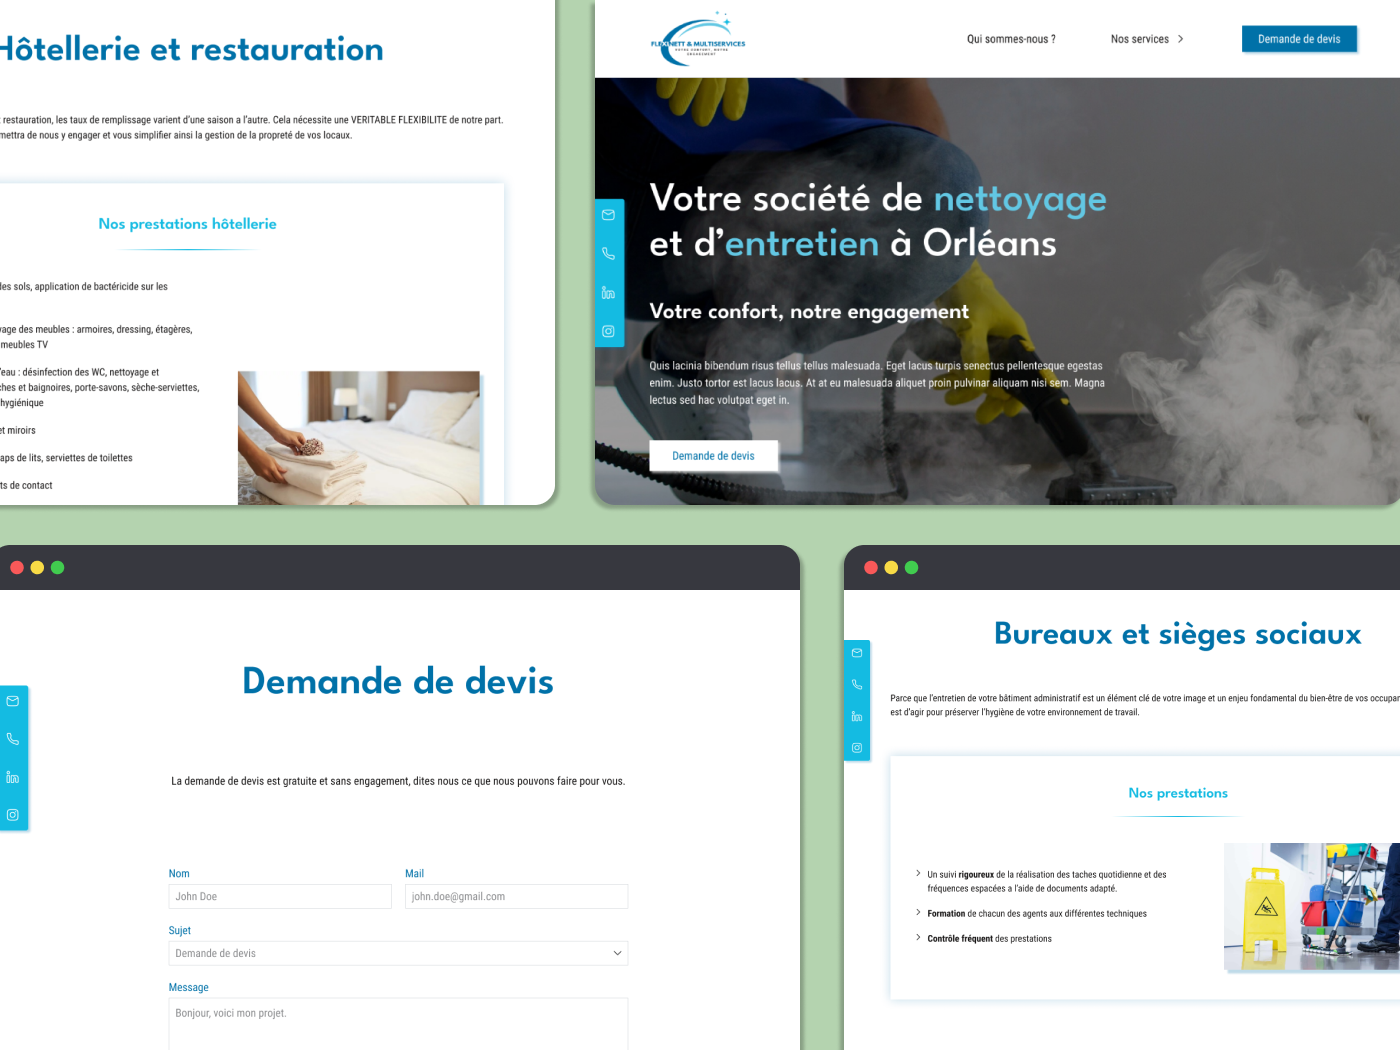 Hôtellerie et restauration
t restauration, les taux de remplissage varient d'une saison a l'autre. Cela nécessite une VERITABLE FLEXIBILITE de notre part.
mettra de nous y engager et vous simplifier ainsi la gestion de la propreté de vos locaux.
Nos prestations hôtellerie
des sols, application de bactéricide sur les
yage des meubles : armoires, dressing, étagères,
meubles TV
'eau : désinfection des WC, nettoyage et
ches et baignoires, porte-savons, sèche-serviettes,
hygiénique
et miroirs
aps de lits, serviettes de toilettes
ts de contact
FLEXINETT & MULTISERVICES
VOTRE CONFORT, NOTRE
ENGAGEMENT
Qui sommes-nous ?
Nos services
Demande de devis
Votre société de nettoyage
et d’entretien à Orléans
Votre confort, notre engagement
Quis lacinia bibendum risus tellus tellus malesuada. Eget lacus turpis senectus pellentesque egestas
enim. Justo tortor est lacus lacus. At at eu malesuada aliquet proin pulvinar aliquam nisi sem. Magna
lectus sed hac volutpat eget in.
Demande de devis
Demande de devis
La demande de devis est gratuite et sans engagement, dites nous ce que nous pouvons faire pour vous.
Nom
Mail
John Doe
john.doe@gmail.com
Sujet
Demande de devis
Message
Bonjour, voici mon projet.
Bureaux et sièges sociaux
Parce que l'entretien de votre bâtiment administratif est un élément clé de votre image et un enjeu fondamental du bien-être de vos occupan
est d'agir pour préserver l'hygiène de votre environnement de travail.
Nos prestations
Un suivi rigoureux de la réalisation des taches quotidienne et des
fréquences espacées a l'aide de documents adapté.
Formation de chacun des agents aux différentes techniques
Contrôle fréquent des prestations